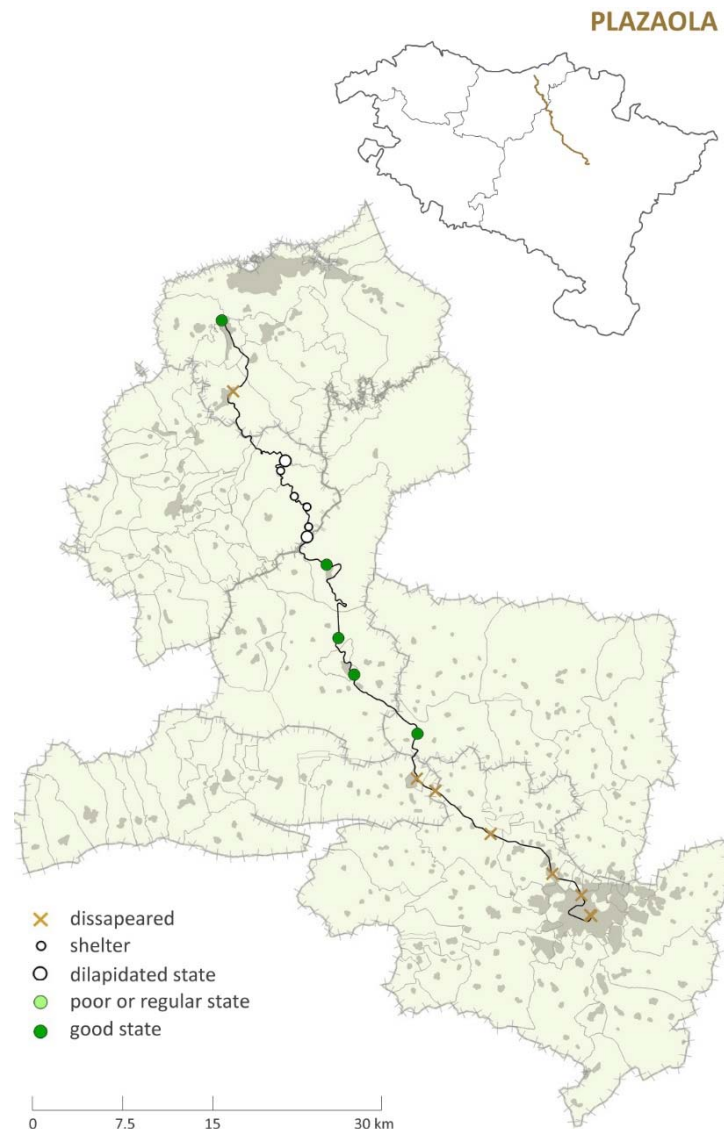 PLAZAOLA
dissapeared
shelter
dilapidated state
poor or regular state
good state
0 7.5 15 30 km